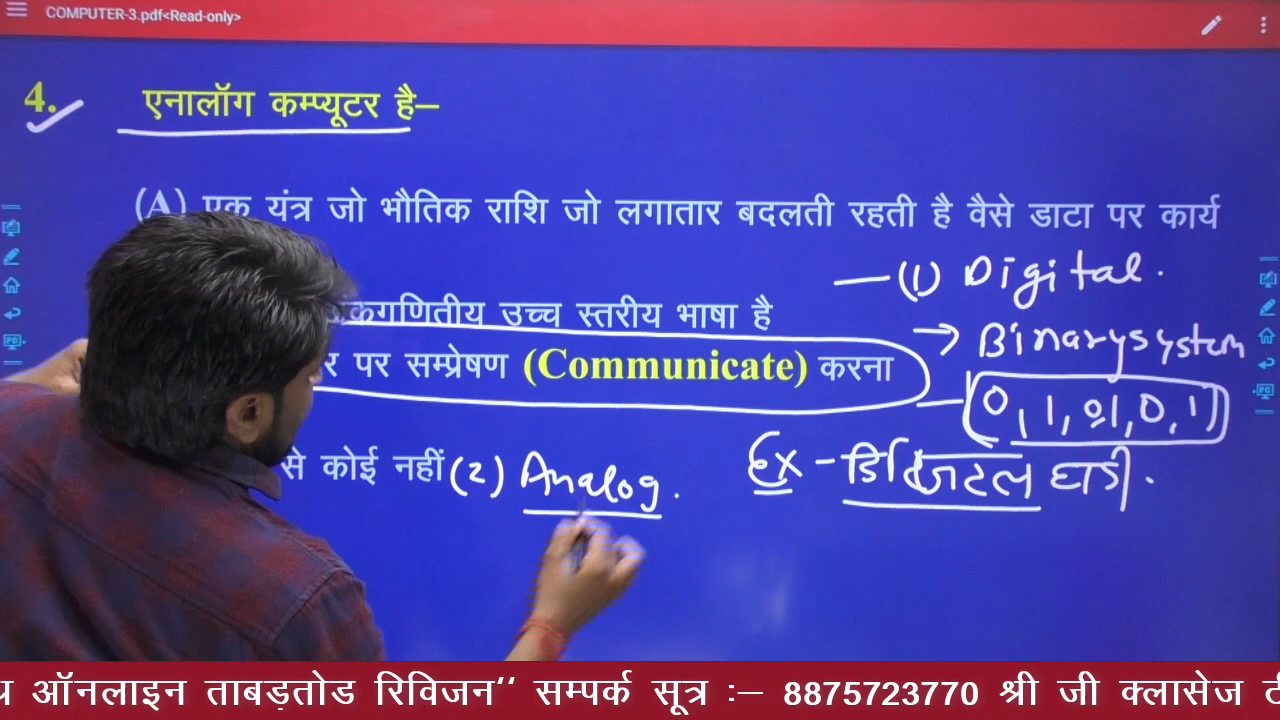 COMPUTER-3.pdf<Read-only>
4. एनालॉग कम्प्यूटर है–
(A) एक यंत्र जो भौतिक राशि जो लगातार बदलती रहती है वैसे डाटा पर कार्य
(1) Digital.
उच्च स्तरीय भाषा है
→ Binarysystem
पर सम्प्रेषण (Communicate) करना
0, 1, 01, 0, 1
से कोई नहीं (2) Analog.
Ex - डिजिटल घड़ी.
ऑनलाइन ताबड़तोड रिविजन‘‘ सम्पर्क सूत्र :– 8875723770 श्री जी क्लासेज